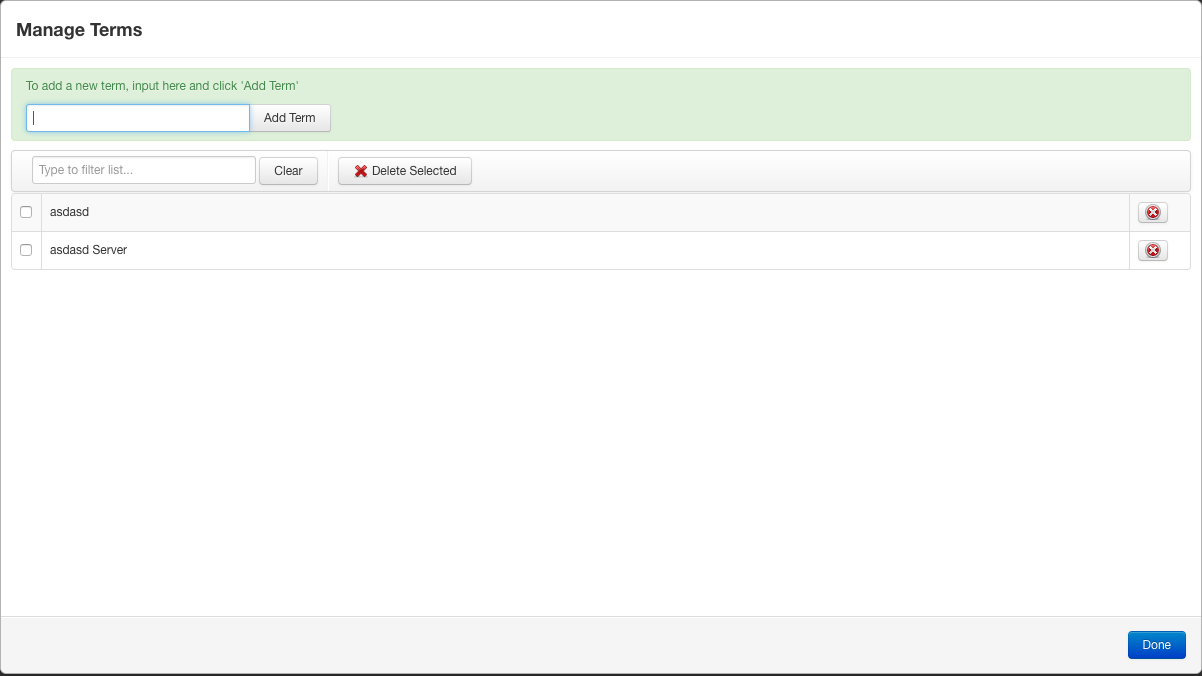 Manage Terms
To add a new term, input here and click 'Add Term'
Add Term
Type to filter list... Clear Delete Selected
asdasd
asdasd Server
Done